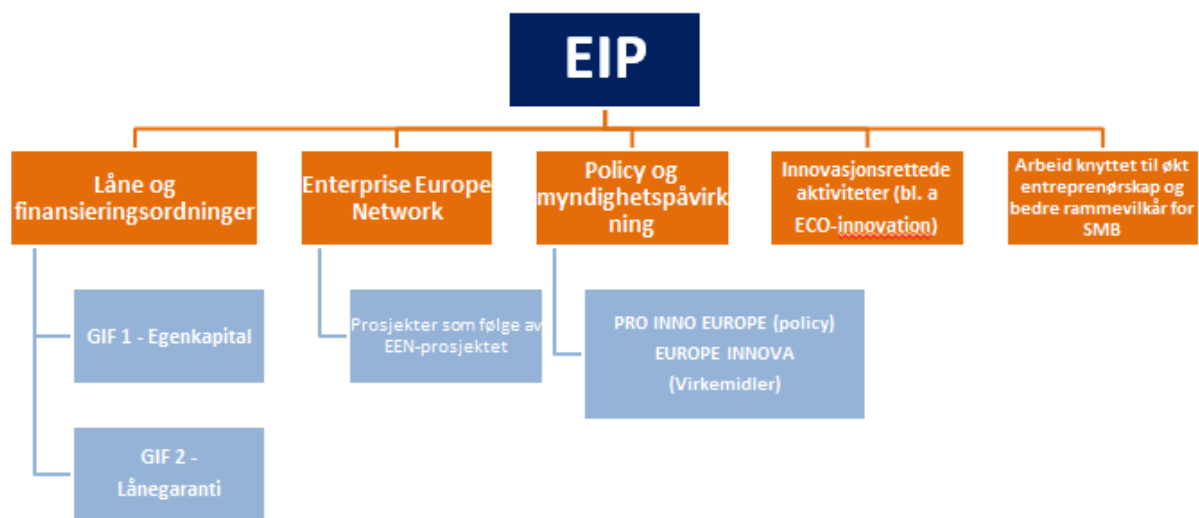 EIP
Låne og
finansieringsordninger
Enterprise Europe
Network
Policy og
myndighetspåvirk
ning
Innovasjonsrettede
aktiviteter (bl. a
ECO-innovation)
Arbeid knyttet til økt
entreprenørskap og
bedre rammevilkår for
SMB
GIF 1 - Egenkapital
Prosjekter som følge av
EEN-prosjektet
PRO INNO EUROPE (policy)
EUROPE INNOVA
(Virkemidler)
GIF 2 -
Lånegaranti